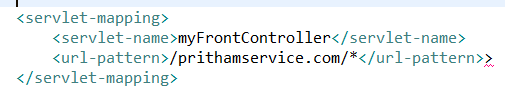 <servlet-mapping>
<servlet-name>myFrontController</servlet-name>
<url-pattern>/prithamservice.com/*</url-pattern>>
</servlet-mapping>